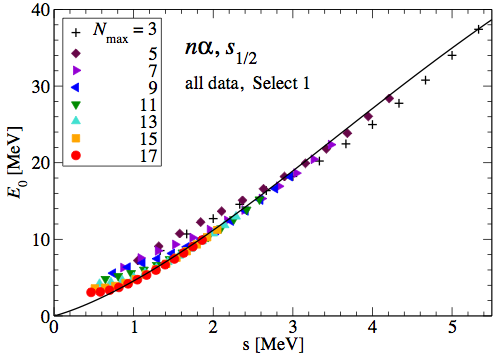 40
30
20
10
0
E₀ [MeV]
N_max = 3
5
7
9
11
13
15
17
nα, s₁/₂
all data, Select 1
0 1 2 3 4 5
s [MeV]